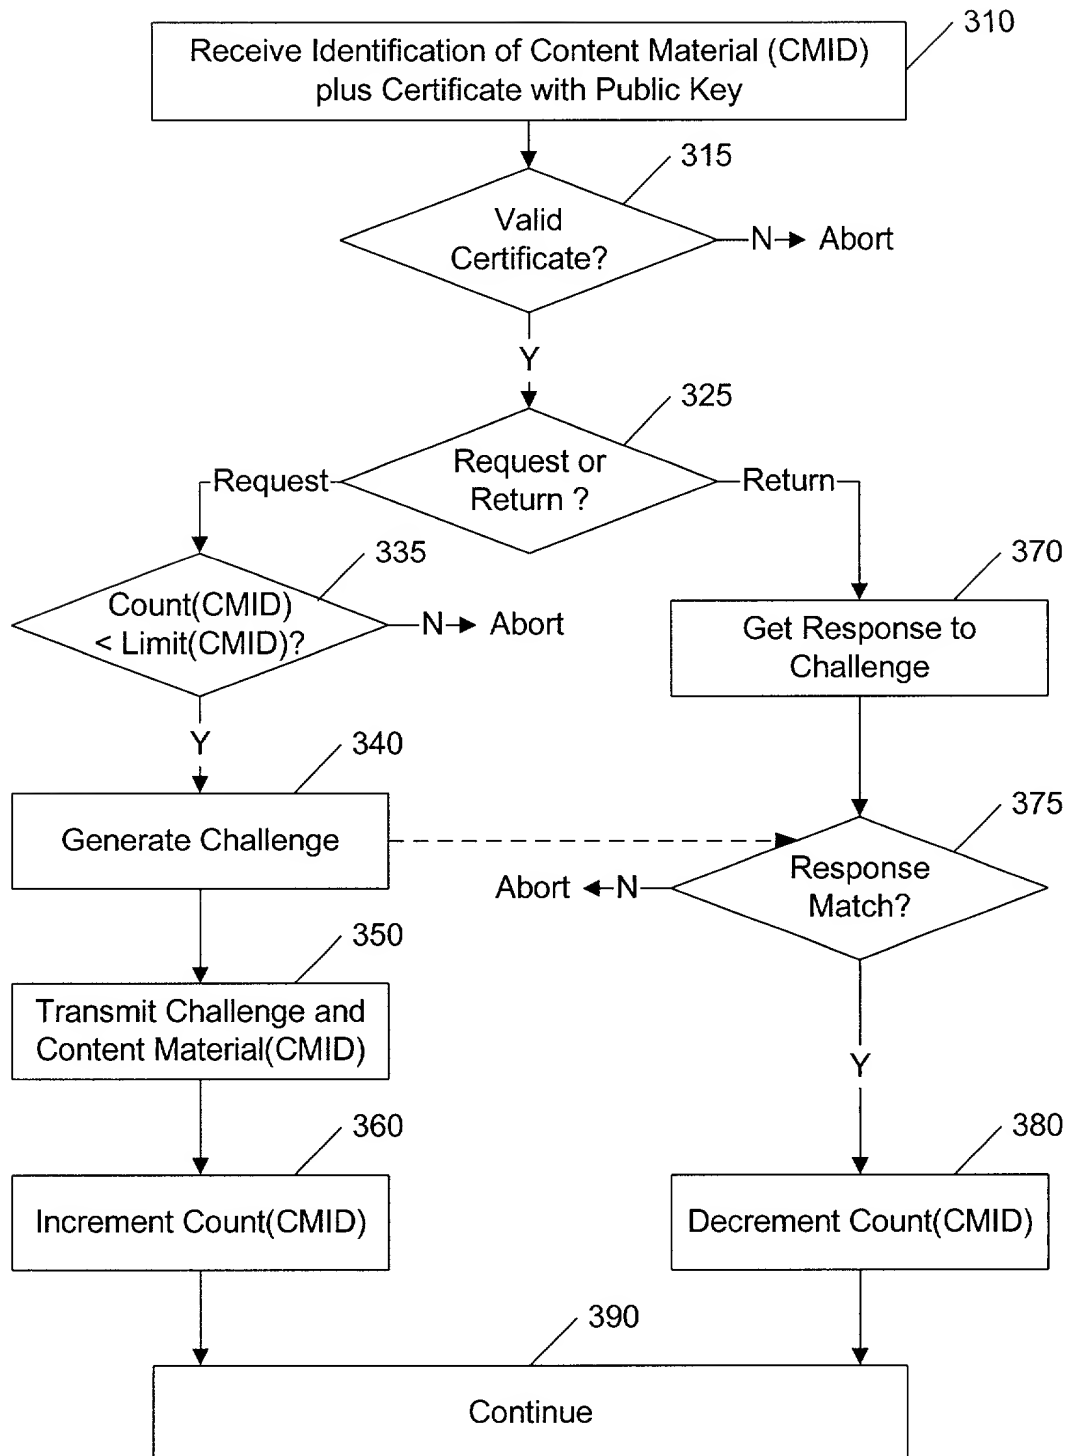 310
Receive Identification of Content Material (CMID)
plus Certificate with Public Key
315
Valid
Certificate?
N
Abort
Y
325
Request or
Return ?
Request
Return
335
Count(CMID)
< Limit(CMID)?
N
Abort
370
Get Response to
Challenge
Y
340
Generate Challenge
375
Response
Match?
Abort
N
350
Transmit Challenge and
Content Material(CMID)
Y
360
Increment Count(CMID)
380
Decrement Count(CMID)
390
Continue